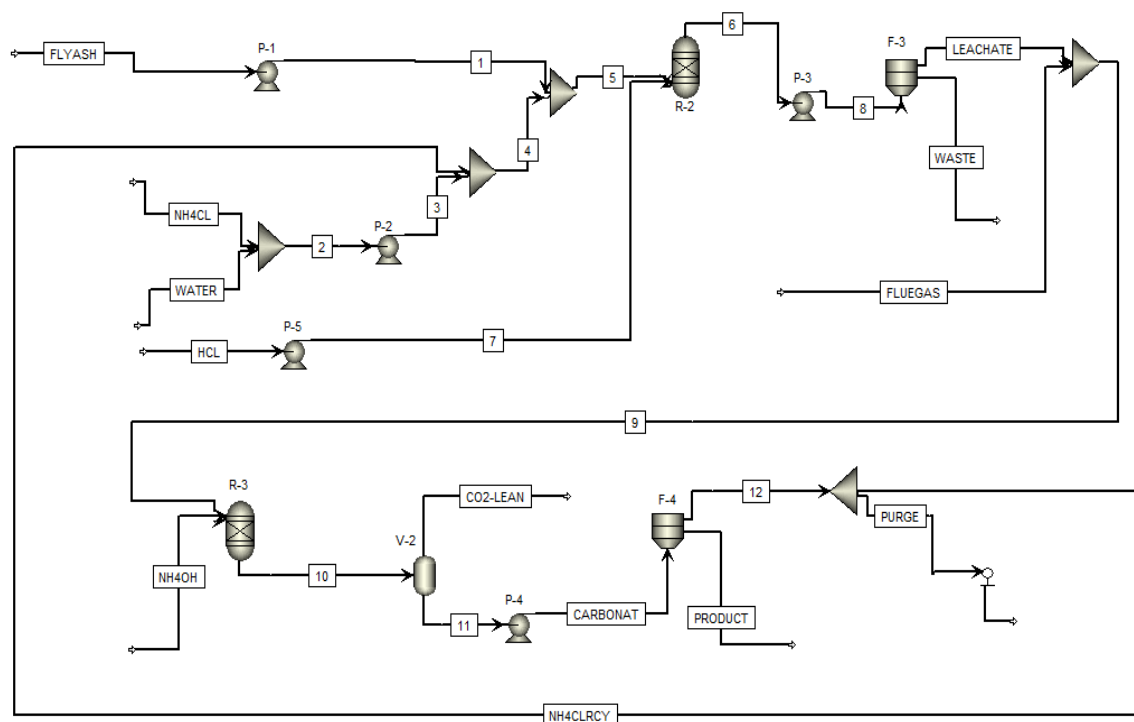 FLYASH
P-1
1
5
6
R-2
P-3
8
F-3
LEACHATE
WASTE
4
3
NH4CL
2
P-2
WATER
FLUEGAS
HCL
P-5
7
9
R-3
NH4OH
10
V-2
CO2-LEAN
11
P-4
CARBONAT
F-4
12
PRODUCT
PURGE
NH4CLRCY